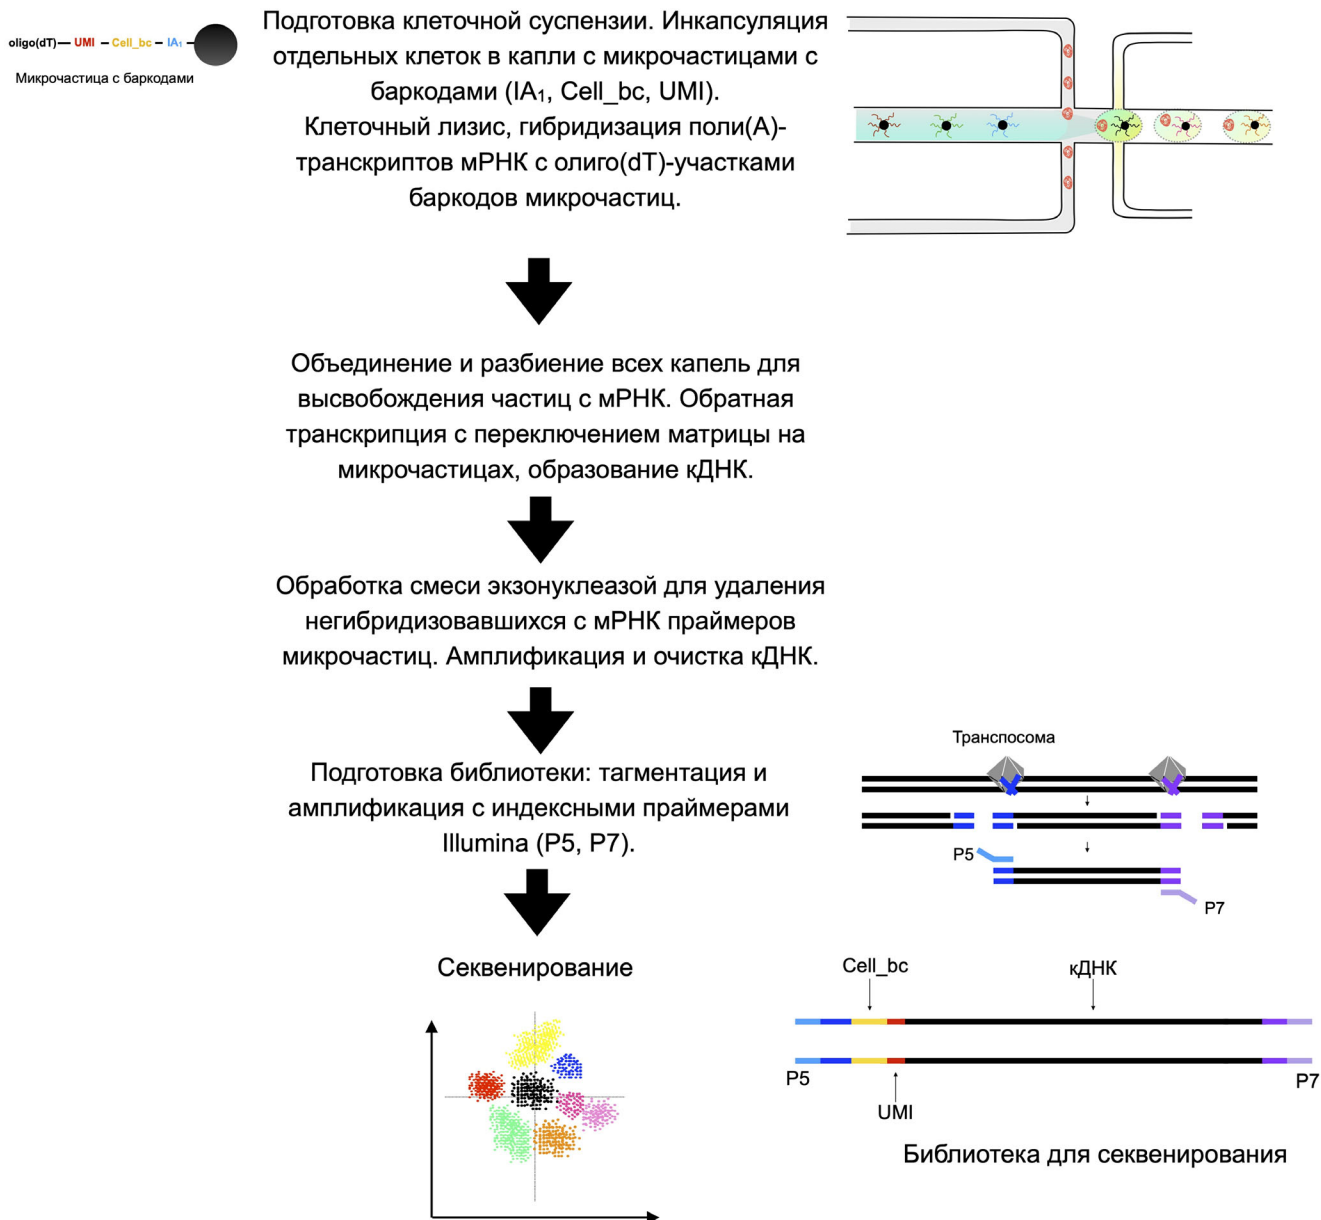 oligo(dT)— UMI – Cell_bc – IA₁ –
Микрочастица с баркодами
Подготовка клеточной суспензии. Инкапсуляция
отдельных клеток в капли с микрочастицами с
баркодами (IA₁, Cell_bc, UMI).
Клеточный лизис, гибридизация поли(А)-
транскриптов мРНК с олиго(dT)-участками
баркодов микрочастиц.
Объединение и разбиение всех капель для
высвобождения частиц с мРНК. Обратная
транскрипция с переключением матрицы на
микрочастицах, образование кДНК.
Обработка смеси экзонуклеазой для удаления
негибридизовавшихся с мРНК праймеров
микрочастиц. Амплификация и очистка кДНК.
Подготовка библиотеки: тагментация и
амплификация с индексными праймерами
Illumina (P5, P7).
Транспосома
P5
P7
Секвенирование
Cell_bc
кДНК
P5
P7
UMI
Библиотека для секвенирования